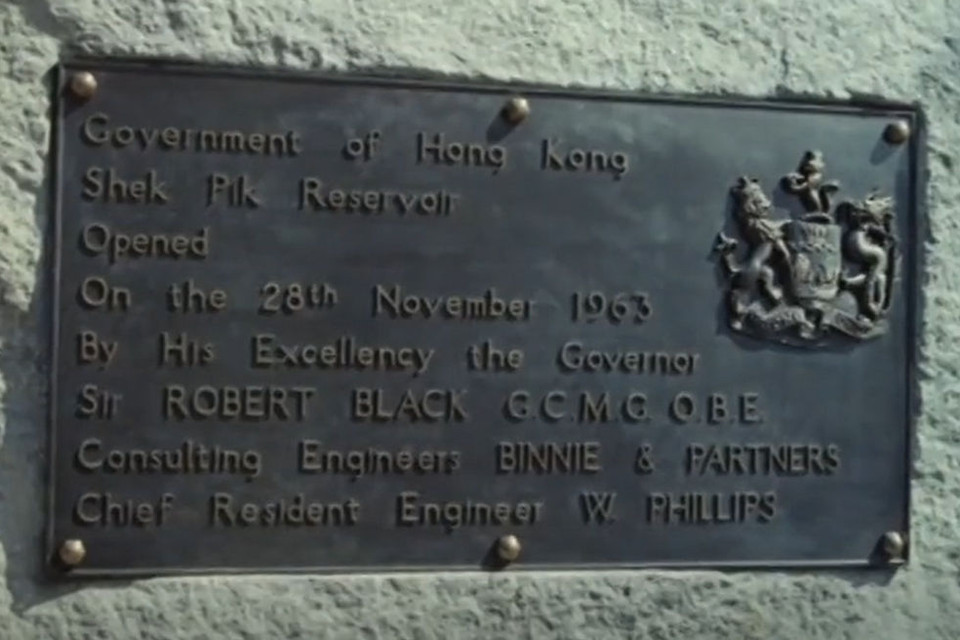 Government of Hong Kong
Shek Pik Reservoir
Opened
On the 28th November 1963
By His Excellency the Governor
Sir ROBERT BLACK G.C.M.G. O.B.E.
Consulting Engineers BINNIE & PARTNERS
Chief Resident Engineer W. PHILLIPS